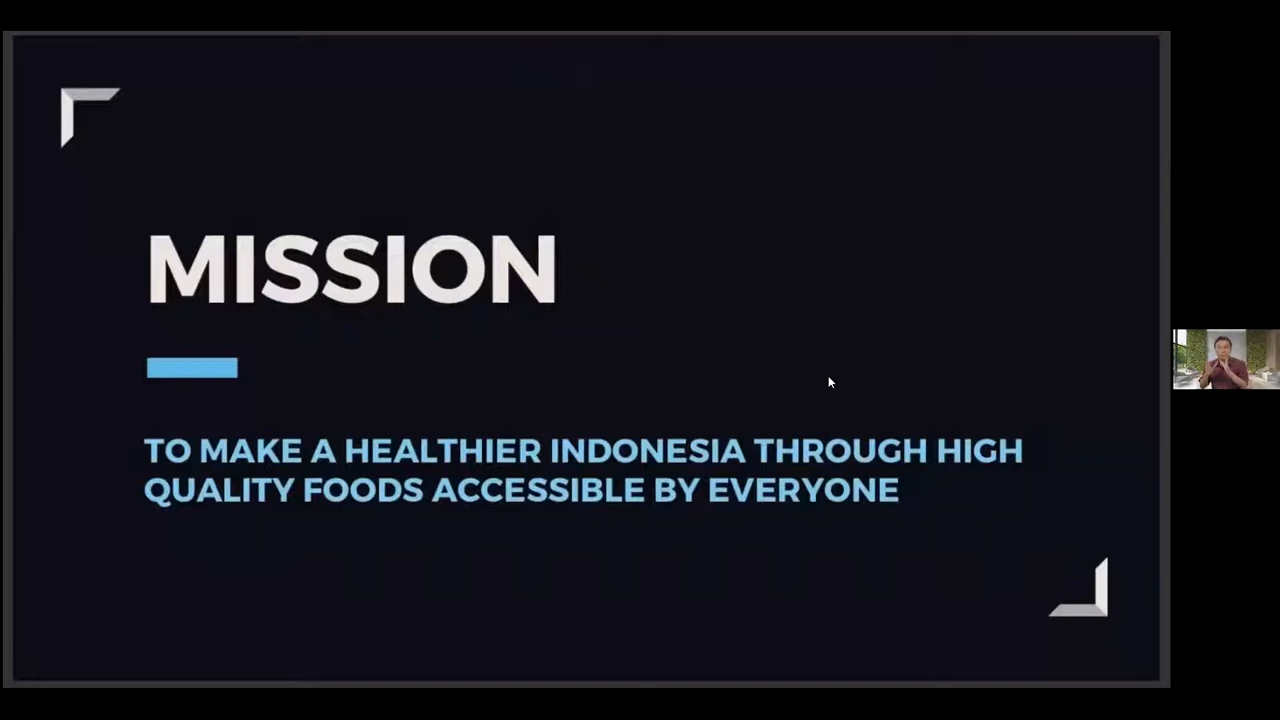 MISSION
TO MAKE A HEALTHIER INDONESIA THROUGH HIGH
QUALITY FOODS ACCESSIBLE BY EVERYONE